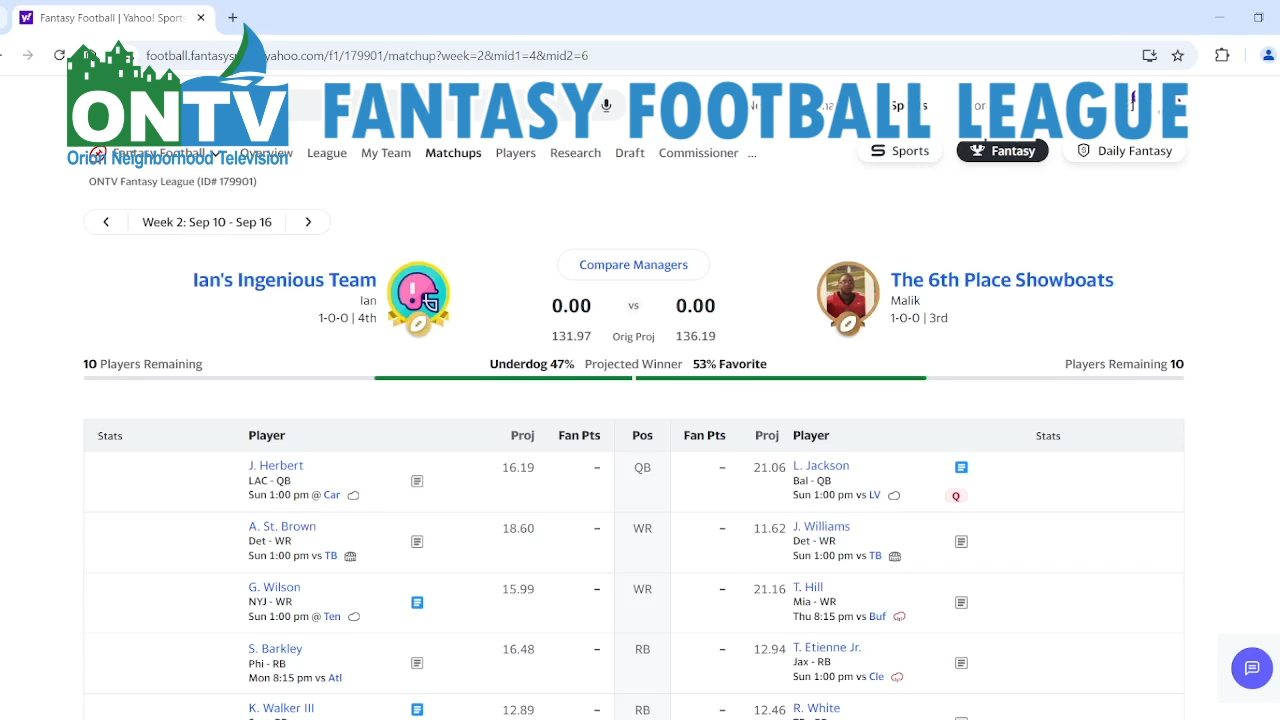 Fantasy Football | Yahoo! Sports
football.fantasysp yahoo.com/f1/179901/matchup?week=2&mid1=4&mid2=6
ONTV
Orion Neighborhood Television
FANTASY FOOTBALL LEAGUE
Fantasy Football
Overview
League
My Team
Matchups
Players
Research
Draft
Commissioner
...
Sports
Fantasy
Daily Fantasy
ONTV Fantasy League (ID# 179901)
Week 2: Sep 10 - Sep 16
Ian's Ingenious Team
Ian
1-0-0 | 4th
Compare Managers
0.00 vs 0.00
131.97 Orig Proj 136.19
The 6th Place Showboats
Malik
1-0-0 | 3rd
10 Players Remaining
Underdog 47% Projected Winner 53% Favorite
Players Remaining 10
Stats Player Proj Fan Pts Pos Fan Pts Proj Player Stats
J. Herbert 16.19 – QB – 21.06 L. Jackson
LAC - QB Bal - QB
Sun 1:00 pm @ Car Sun 1:00 pm vs LV Q
A. St. Brown 18.60 – WR – 11.62 J. Williams
Det - WR Det - WR
Sun 1:00 pm vs TB Sun 1:00 pm vs TB
G. Wilson 15.99 – WR – 21.16 T. Hill
NYJ - WR Mia - WR
Sun 1:00 pm @ Ten Thu 8:15 pm vs Buf
S. Barkley 16.48 – RB – 12.94 T. Etienne Jr.
Phi - RB Jax - RB
Mon 8:15 pm vs Atl Sun 1:00 pm vs Cle
K. Walker III 12.89 – RB – 12.46 R. White